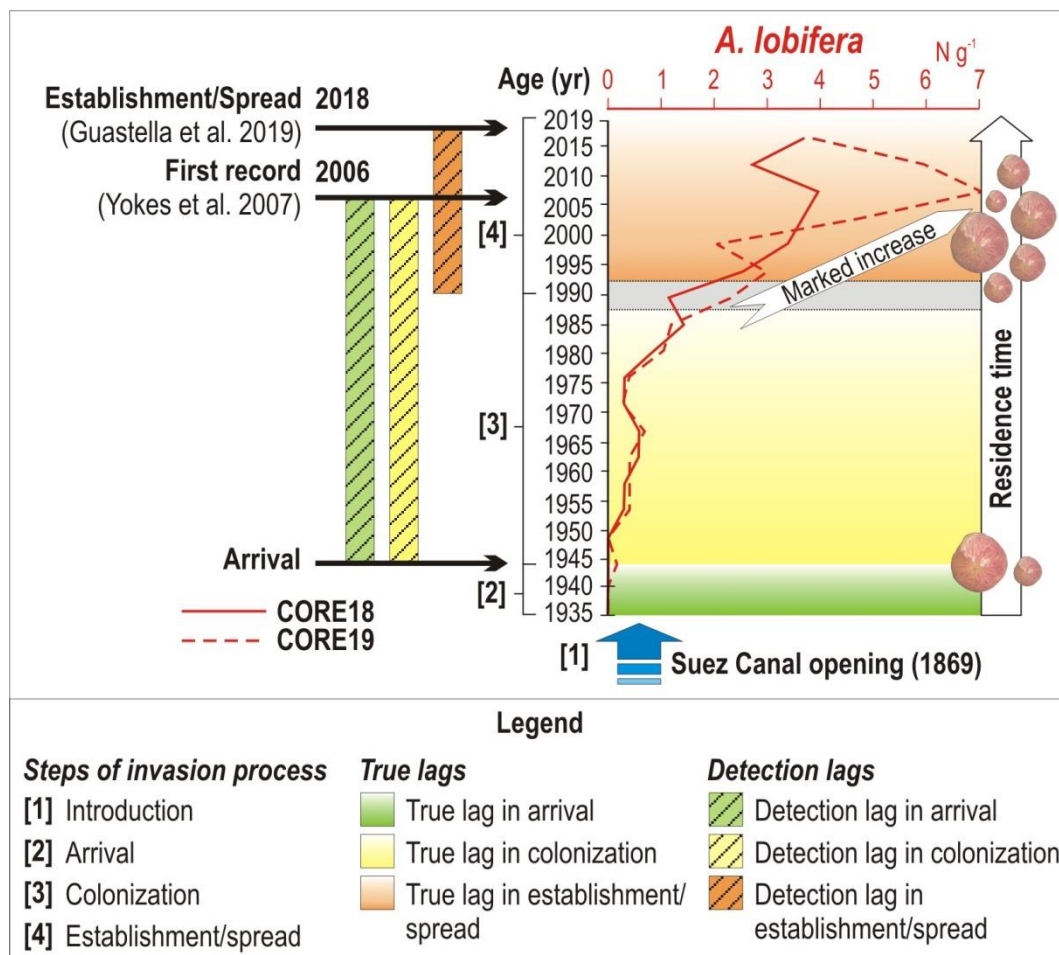 A. lobifera
N g⁻¹
Age (yr) 0 1 2 3 4 5 6 7
Establishment/Spread 2018
(Guastella et al. 2019)
First record 2006
(Yokes et al. 2007)
Arrival
CORE18
CORE19
[4]
[3]
[2]
[1]
2019
2015
2010
2005
2000
1995
1990
1985
1980
1975
1970
1965
1960
1955
1950
1945
1940
1935
Marked increase
Residence time
Suez Canal opening (1869)
Legend
Steps of invasion process
[1] Introduction
[2] Arrival
[3] Colonization
[4] Establishment/spread
True lags
True lag in arrival
True lag in colonization
True lag in establishment/
spread
Detection lags
Detection lag in arrival
Detection lag in colonization
Detection lag in
establishment/spread